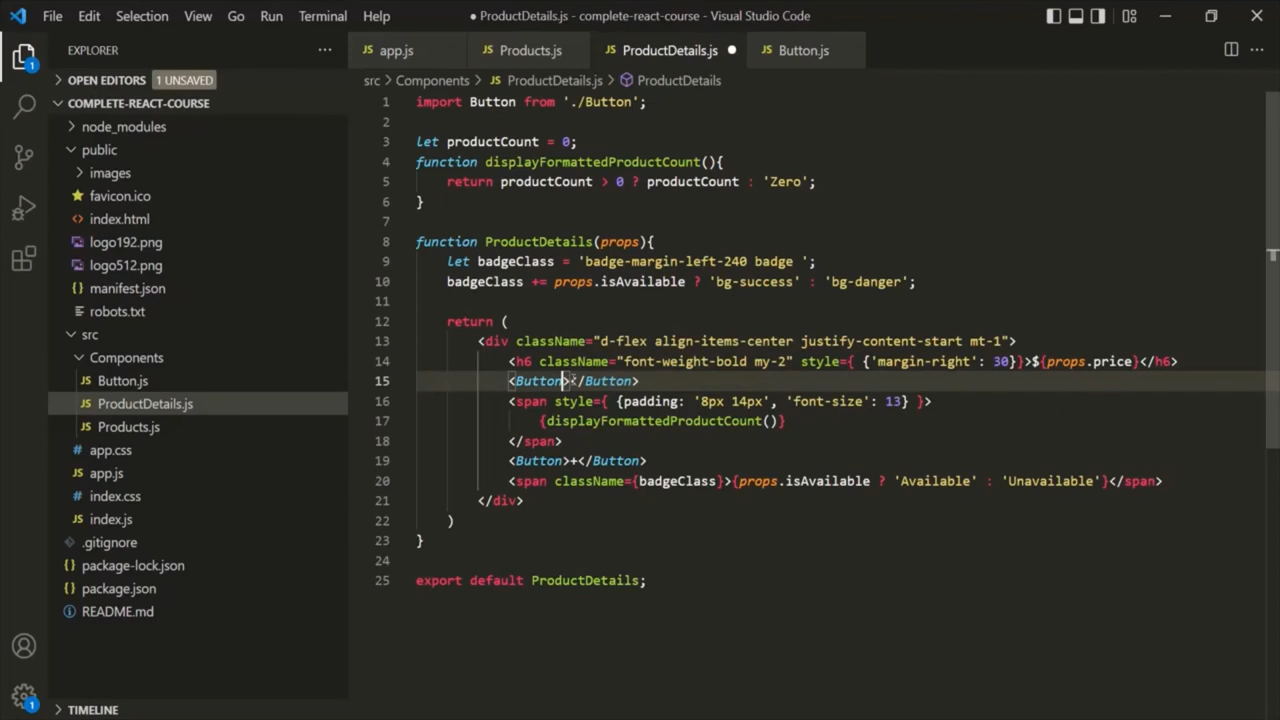 File Edit Selection View Go Run Terminal Help
● ProductDetails.js - complete-react-course - Visual Studio Code
EXPLORER
OPEN EDITORS 1 UNSAVED
COMPLETE-REACT-COURSE
node_modules
public
images
favicon.ico
index.html
logo192.png
logo512.png
manifest.json
robots.txt
src
Components
Button.js
ProductDetails.js
Products.js
app.css
app.js
index.css
index.js
.gitignore
package-lock.json
package.json
README.md
TIMELINE
1
1
JS app.js JS Products.js JS ProductDetails.js ● JS Button.js
src > Components > JS ProductDetails.js > ProductDetails
1 import Button from './Button';
2
3 let productCount = 0;
4 function displayFormattedProductCount(){
5 return productCount > 0 ? productCount : 'Zero';
6 }
7
8 function ProductDetails(props){
9 let badgeClass = 'badge-margin-left-240 badge ';
10 badgeClass += props.isAvailable ? 'bg-success' : 'bg-danger';
11
12 return (
13 <div className="d-flex align-items-center justify-content-start mt-1">
14 <h6 className="font-weight-bold my-2" style={ {'margin-right': 30}}>${props.price}</h6>
15 <Button></Button>
16 <span style={ {padding: '8px 14px', 'font-size': 13} }>
17 {displayFormattedProductCount()}
18 </span>
19 <Button>+</Button>
20 <span className={badgeClass}>{props.isAvailable ? 'Available' : 'Unavailable'}</span>
21 </div>
22 )
23 }
24
25 export default ProductDetails;